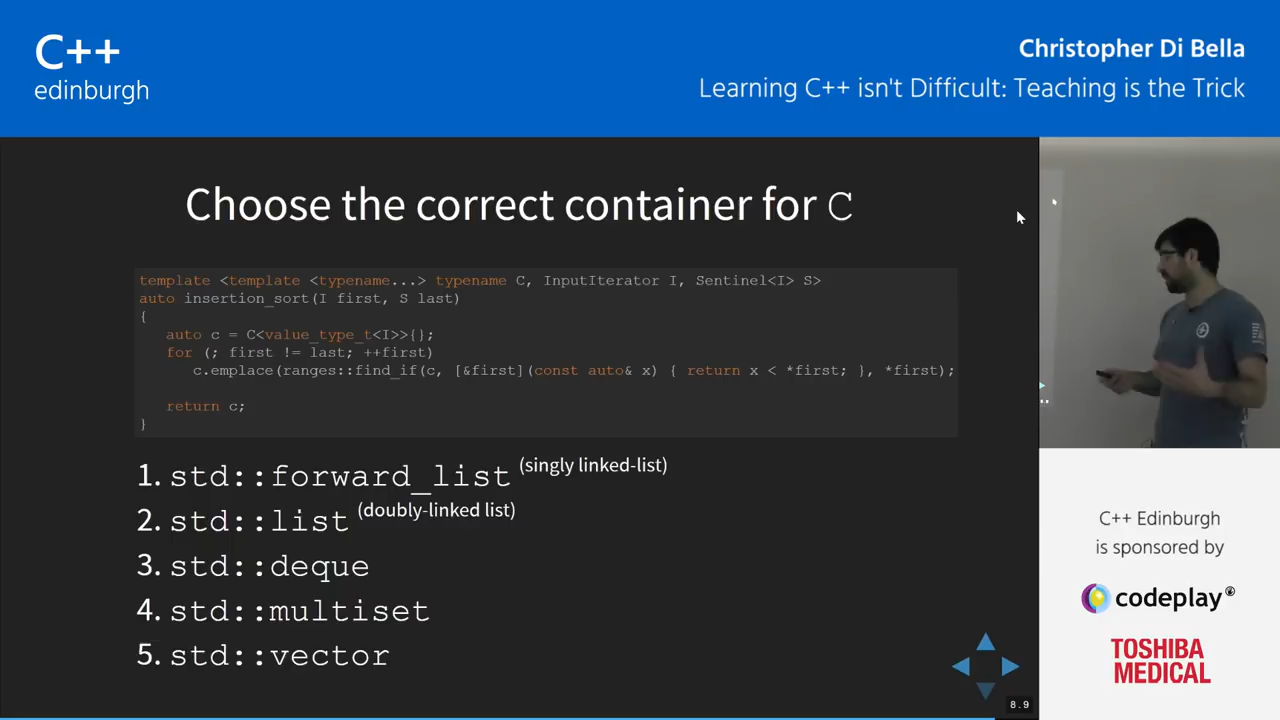 C++
edinburgh
Christopher Di Bella
Learning C++ isn't Difficult: Teaching is the Trick
Choose the correct container for C
template <template <typename...> typename C, InputIterator I, Sentinel<I> S>
auto insertion_sort(I first, S last)
{
auto c = C<value_type_t<I>>{};
for (; first != last; ++first)
c.emplace(ranges::find_if(c, [&first](const auto& x) { return x < *first; }, *first);
return c;
}
1. std::forward_list (singly linked-list)
2. std::list (doubly-linked list)
3. std::deque
4. std::multiset
5. std::vector
C++ Edinburgh
is sponsored by
codeplay
TOSHIBA
MEDICAL
8.9